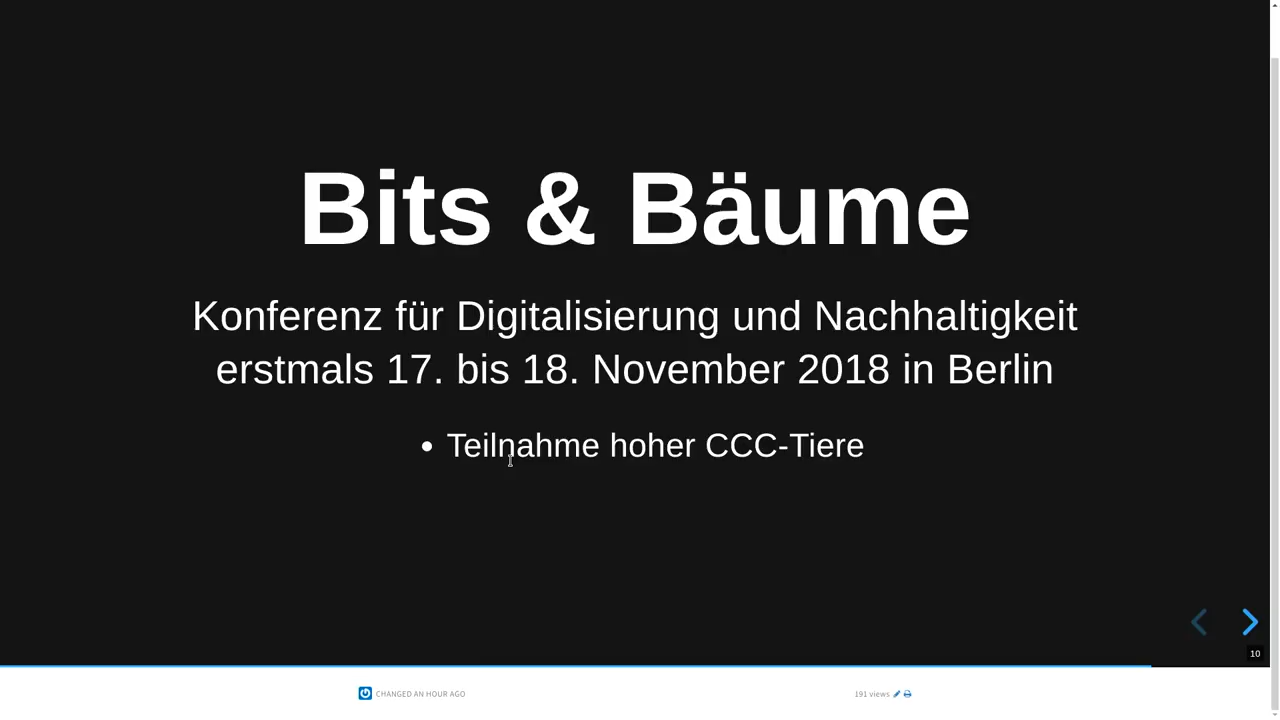 Bits & Bäume
Konferenz für Digitalisierung und Nachhaltigkeit
erstmals 17. bis 18. November 2018 in Berlin
• Teilnahme hoher CCC-Tiere
10
CHANGED AN HOUR AGO
191 views